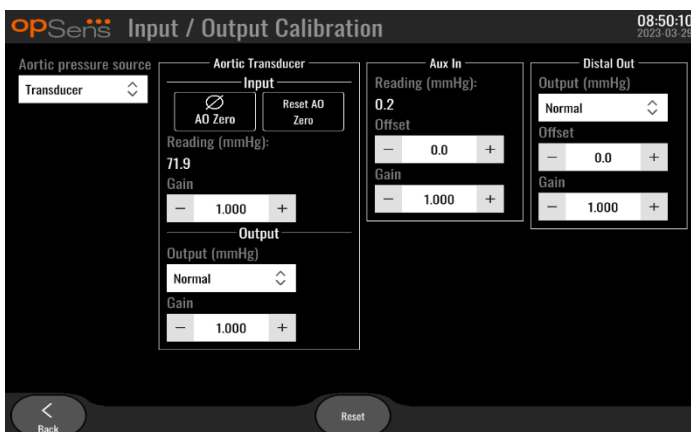 opSens Input / Output Calibration
08:50:10
2023-03-29
Aortic pressure source
Transducer
Aortic Transducer
Input
AO Zero
Reset AO
Zero
Reading (mmHg):
71.9
Gain
− 1.000 +
Output
Output (mmHg)
Normal
Gain
− 1.000 +
Aux In
Reading (mmHg):
0.2
Offset
− 0.0 +
Gain
− 1.000 +
Distal Out
Output (mmHg)
Normal
Offset
− 0.0 +
Gain
− 1.000 +
Back
Reset